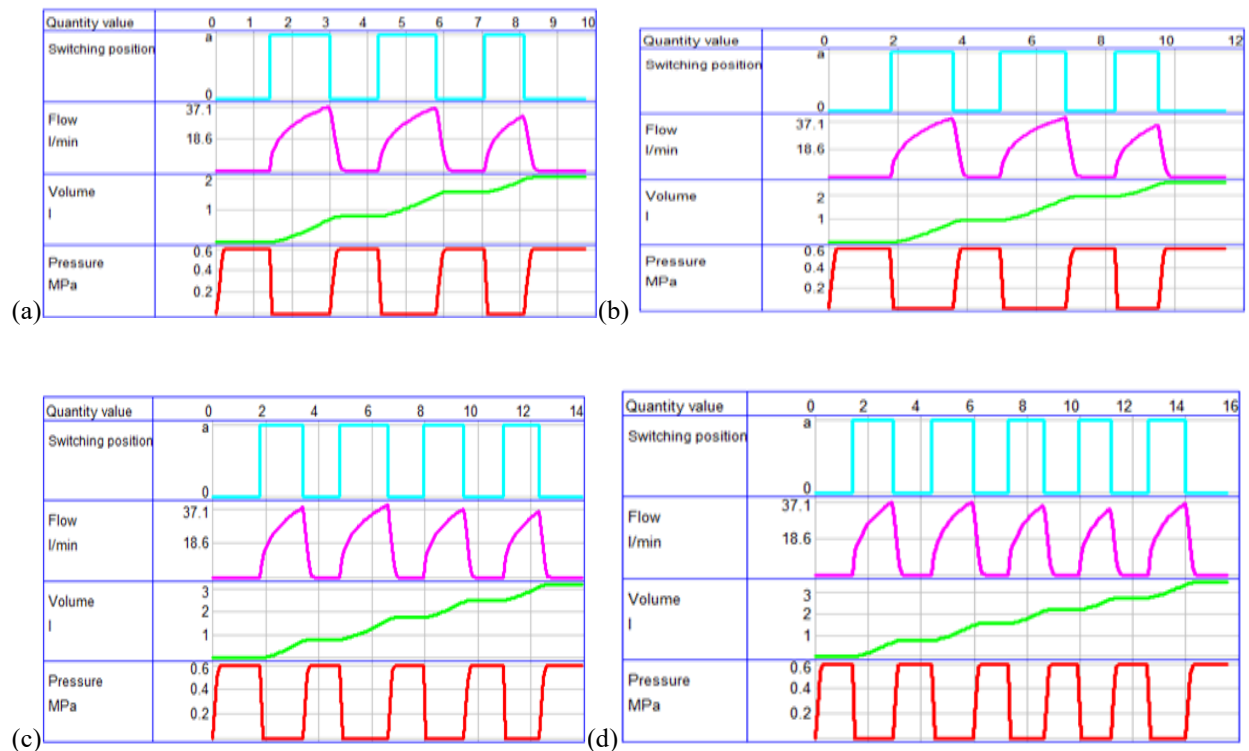 Quantity value 0 1 2 3 4 5 6 7 8 9 10
Switching position a
0
Flow 37.1
l/min 18.6
Volume 2
l 1
Pressure 0.6
MPa 0.4
0.2
(a)
Quantity value 0 2 4 6 8 10 12
Switching position a
0
Flow 37.1
l/min 18.6
Volume 2
l 1
Pressure 0.6
MPa 0.4
0.2
(b)
Quantity value 0 2 4 6 8 10 12 14
Switching position a
0
Flow 37.1
l/min 18.6
Volume 3
l 2
1
Pressure 0.6
MPa 0.4
0.2
(c)
Quantity value 0 2 4 6 8 10 12 14 16
Switching position a
0
Flow 37.1
l/min 18.6
Volume 3
l 2
1
Pressure 0.6
MPa 0.4
0.2
(d)